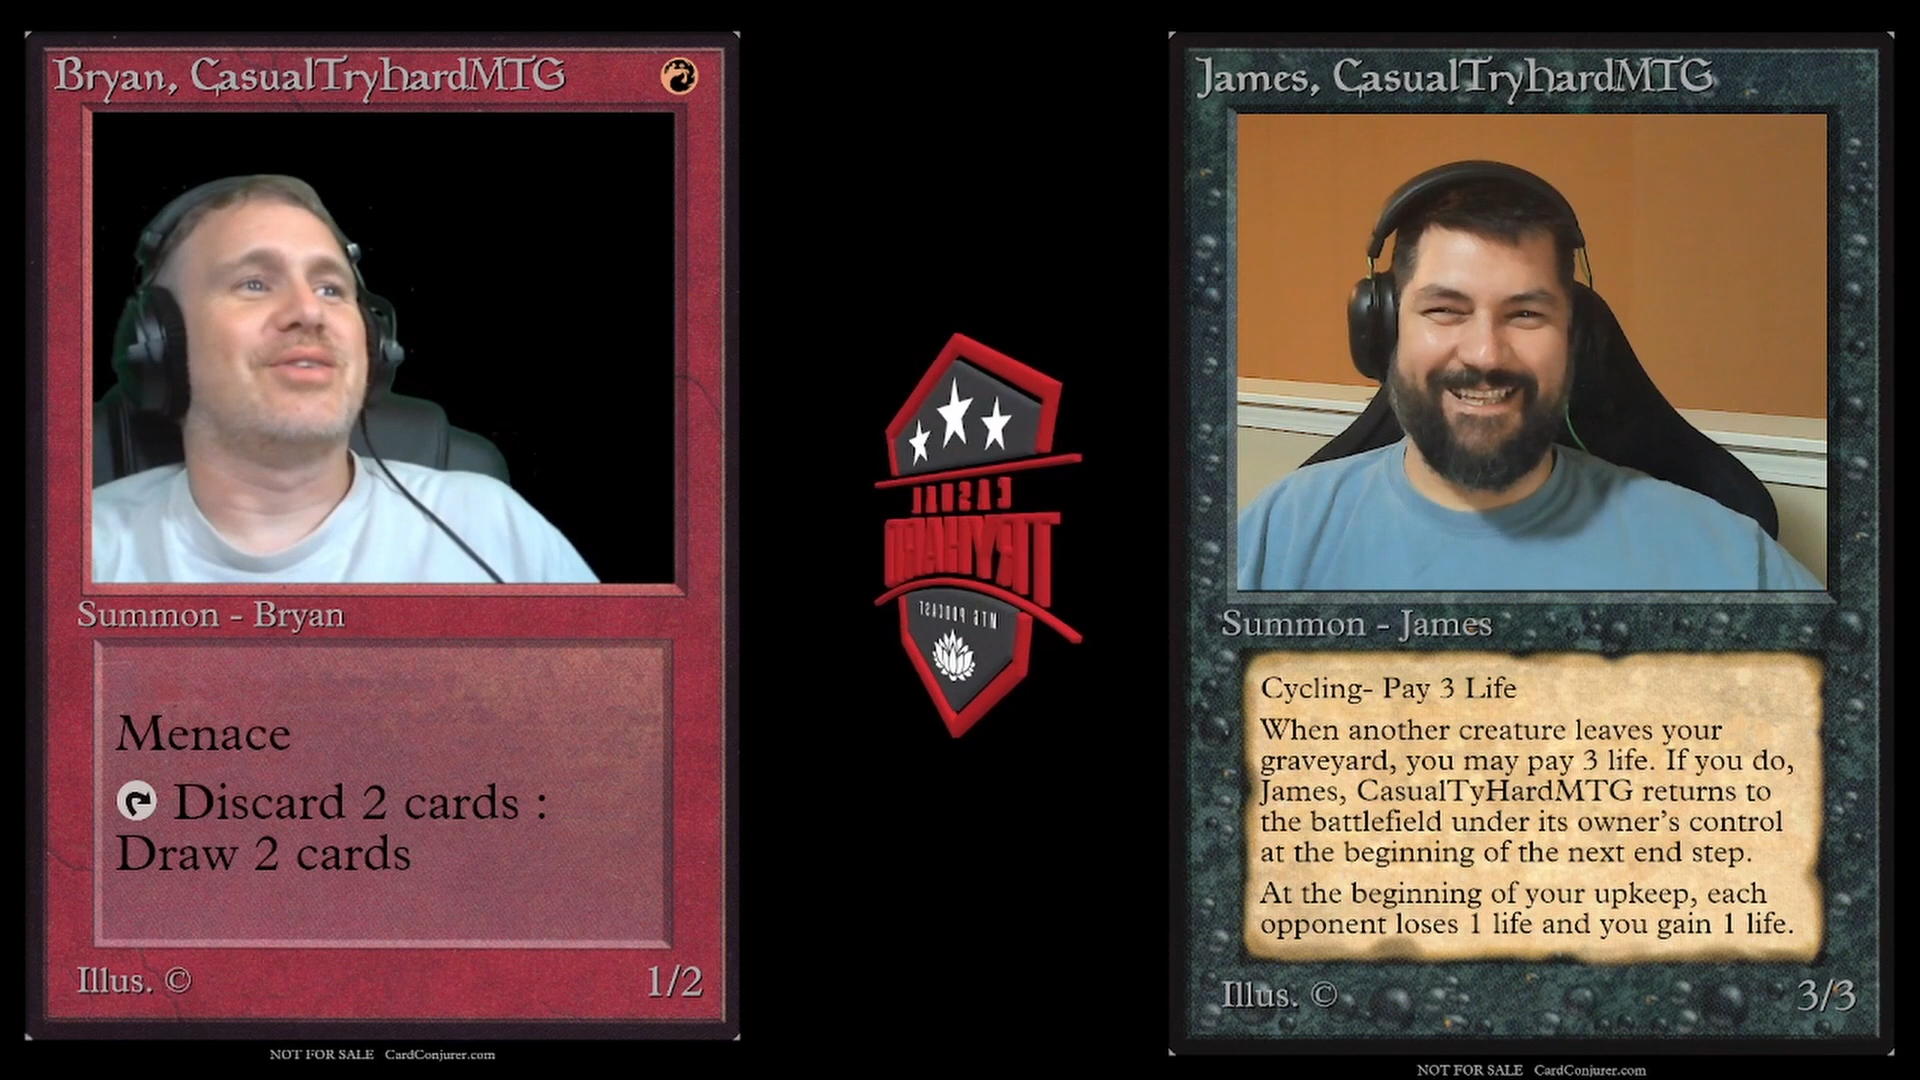 Bryan, CasualTryhardMTG
Summon - Bryan
Menace
Discard 2 cards :
Draw 2 cards
Illus. ©
1/2
NOT FOR SALE CardConjurer.com
CASUAL
TRYHARD
MTG PODCAST
James, CasualTryhardMTG
Summon - James
Cycling- Pay 3 Life
When another creature leaves your
graveyard, you may pay 3 life. If you do,
James, CasualTyHardMTG returns to
the battlefield under its owner's control
at the beginning of the next end step.
At the beginning of your upkeep, each
opponent loses 1 life and you gain 1 life.
Illus. ©
3/3
NOT FOR SALE CardConjurer.com